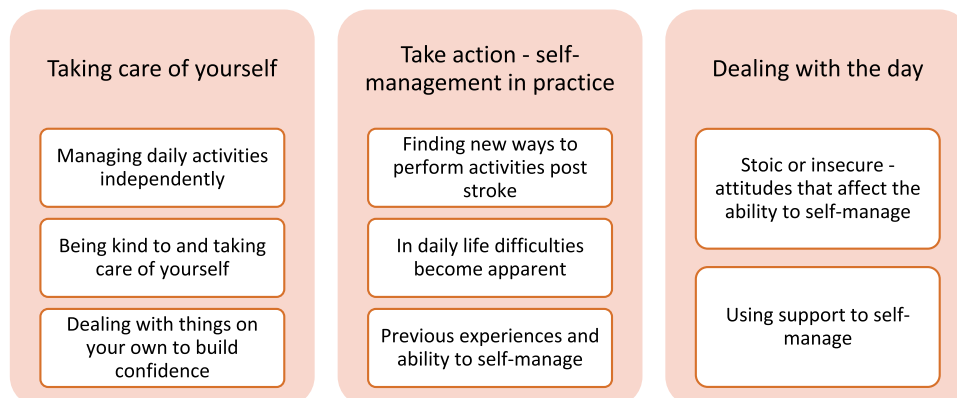 Taking care of yourself
Managing daily activities
independently
Being kind to and taking
care of yourself
Dealing with things on
your own to build
confidence
Take action - self-
management in practice
Finding new ways to
perform activities post
stroke
In daily life difficulties
become apparent
Previous experiences and
ability to self-manage
Dealing with the day
Stoic or insecure -
attitudes that affect the
ability to self-manage
Using support to self-
manage